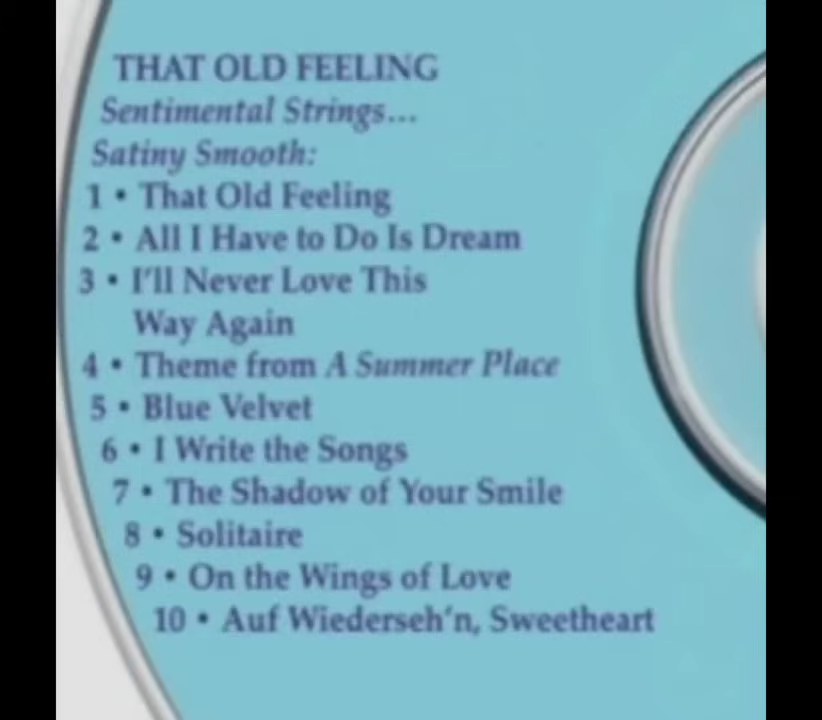 THAT OLD FEELING
Sentimental Strings...
Satiny Smooth:
1 • That Old Feeling
2 • All I Have to Do Is Dream
3 • I'll Never Love This
Way Again
4 • Theme from A Summer Place
5 • Blue Velvet
6 • I Write the Songs
7 • The Shadow of Your Smile
8 • Solitaire
9 • On the Wings of Love
10 • Auf Wiederseh'n, Sweetheart